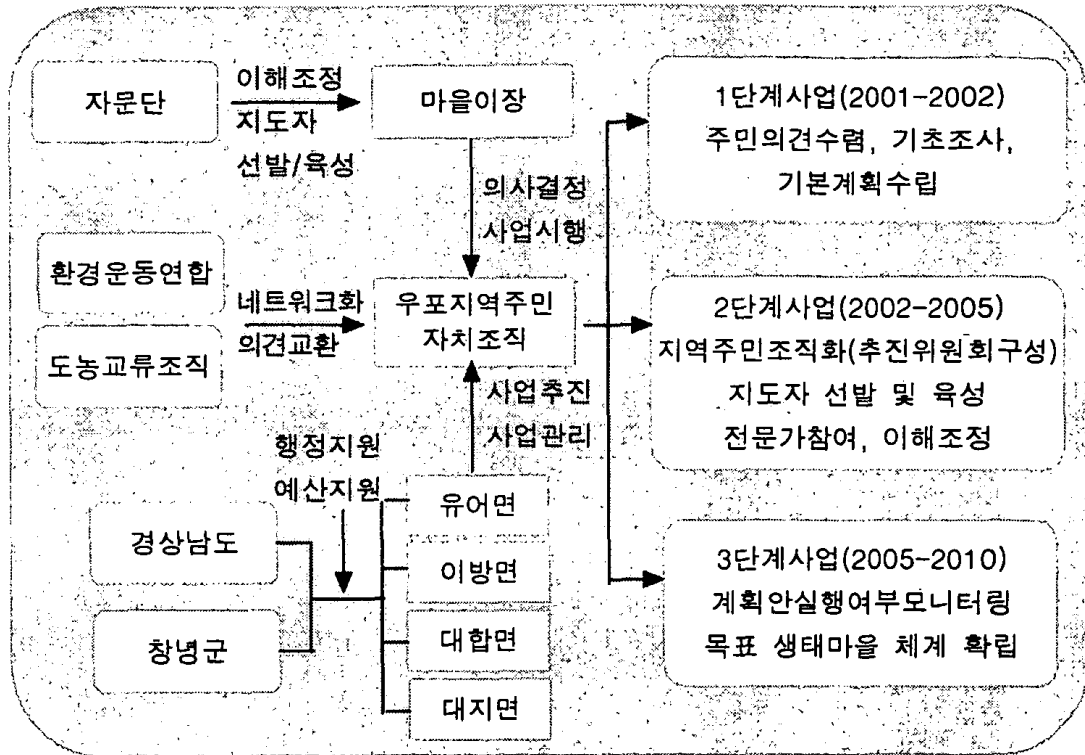 자문단
이해조정
지도자
선발/육성
마을이장
의사결정
사업시행
환경운동연합
도농교류조직
네트워크화
의견교환
우포지역주민
자치조직
사업추진
사업관리
행정지원
예산지원
경상남도
창녕군
유어면
이방면
대합면
대지면
1단계사업(2001-2002)
주민의견수렴, 기초조사,
기본계획수립
2단계사업(2002-2005)
지역주민조직화(추진위원회구성)
지도자 선발 및 육성
전문가참여, 이해조정
3단계사업(2005-2010)
계획안실행여부모니터링
목표 생태마을 체계 확립